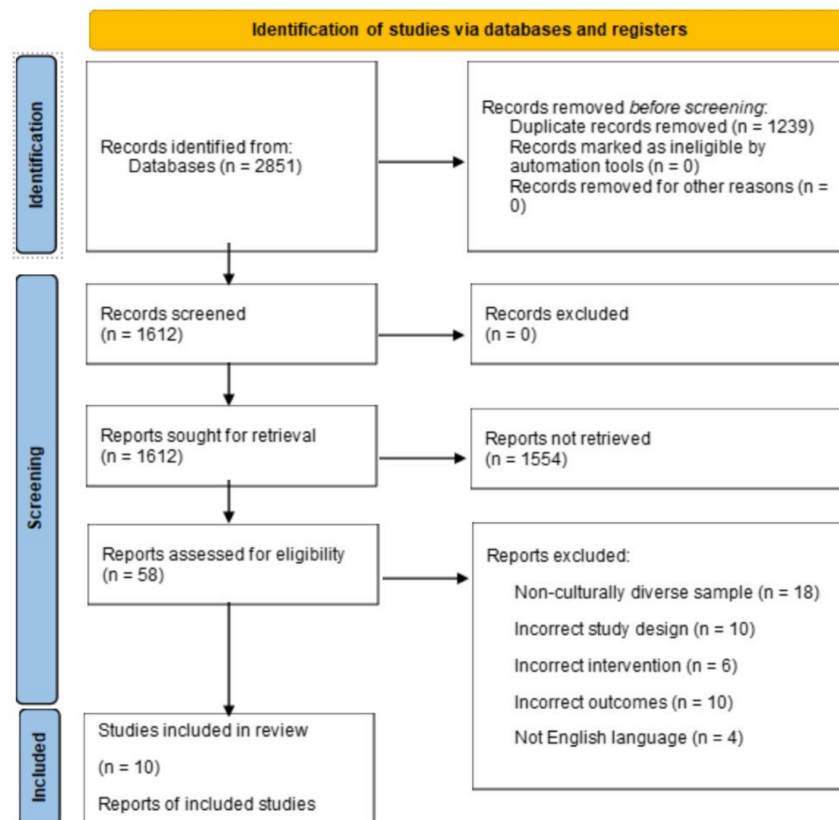 Identification of studies via databases and registers
Identification
Records identified from:
Databases (n = 2851)
Records removed before screening:
Duplicate records removed (n = 1239)
Records marked as ineligible by
automation tools (n = 0)
Records removed for other reasons (n =
0)
Screening
Records screened
(n = 1612)
Records excluded
(n = 0)
Reports sought for retrieval
(n = 1612)
Reports not retrieved
(n = 1554)
Reports assessed for eligibility
(n = 58)
Reports excluded:
Non-culturally diverse sample (n = 18)
Incorrect study design (n = 10)
Incorrect intervention (n = 6)
Incorrect outcomes (n = 10)
Not English language (n = 4)
Included
Studies included in review
(n = 10)
Reports of included studies